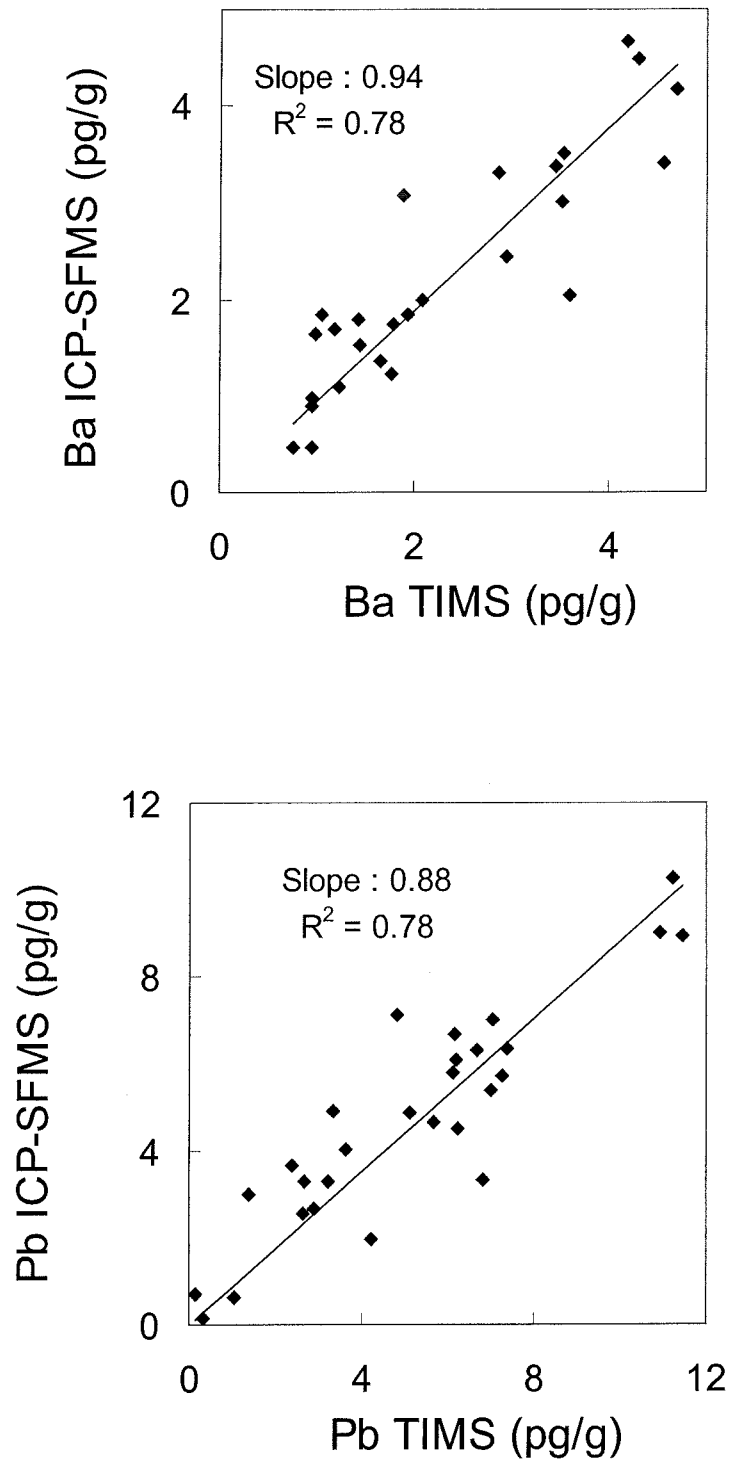 Slope : 0.94
R² = 0.78
Ba ICP-SFMS (pg/g)
4
2
0
0 2 4
Ba TIMS (pg/g)
12
Slope : 0.88
R² = 0.78
Pb ICP-SFMS (pg/g)
8
4
0
0 4 8 12
Pb TIMS (pg/g)